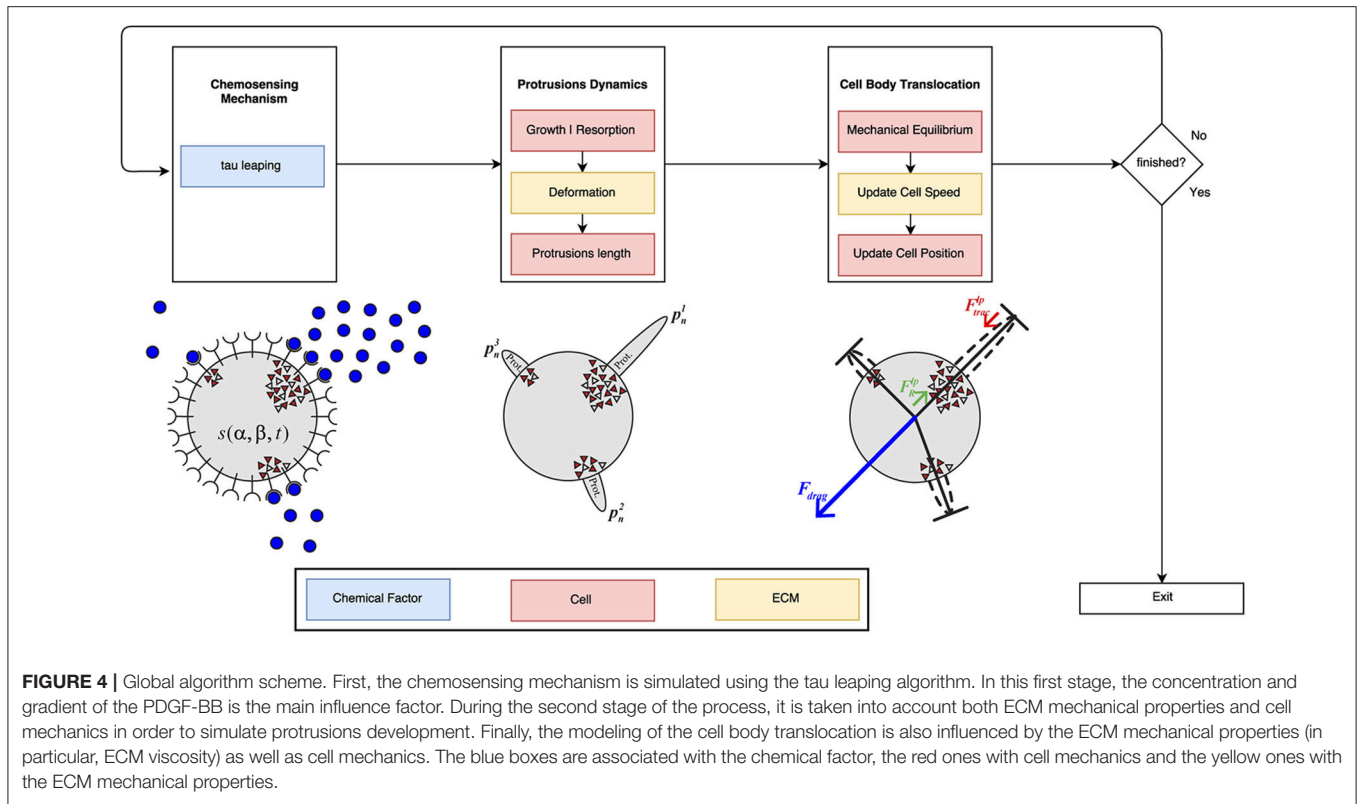 Chemosensing
Mechanism
tau leaping
Protrusions Dynamics
Growth | Resorption
Deformation
Protrusions length
Cell Body Translocation
Mechanical Equilibrium
Update Cell Speed
Update Cell Position
finished?
No
Yes
s(α, β, t)
p_n^1
p_n^2
p_n^3
Prot.
Prot.
Prot.
F_trac^lp
F_R^lp
F_drag
Chemical Factor
Cell
ECM
Exit
FIGURE 4 | Global algorithm scheme. First, the chemosensing mechanism is simulated using the tau leaping algorithm. In this first stage, the concentration and
gradient of the PDGF-BB is the main influence factor. During the second stage of the process, it is taken into account both ECM mechanical properties and cell
mechanics in order to simulate protrusions development. Finally, the modeling of the cell body translocation is also influenced by the ECM mechanical properties (in
particular, ECM viscosity) as well as cell mechanics. The blue boxes are associated with the chemical factor, the red ones with cell mechanics and the yellow ones with
the ECM mechanical properties.